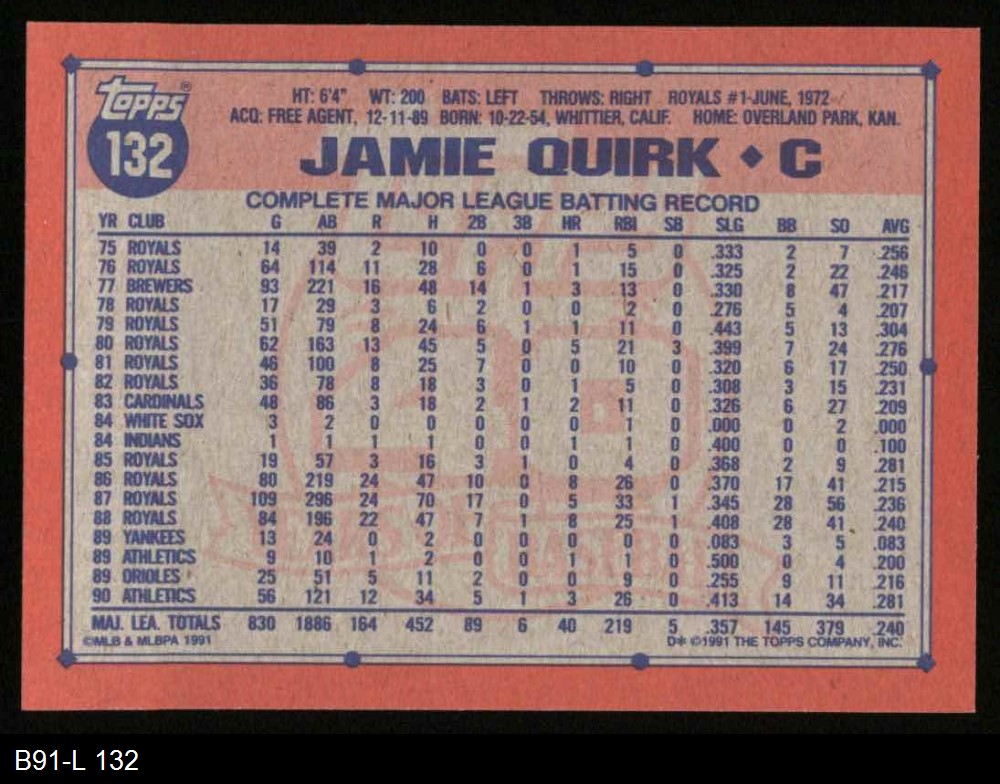 topps®
132
HT: 6'4" WT: 200 BATS: LEFT THROWS: RIGHT ROYALS #1-JUNE, 1972
ACQ: FREE AGENT, 12-11-89 BORN: 10-22-54, WHITTIER, CALIF. HOME: OVERLAND PARK, KAN.
JAMIE QUIRK ◆ C
COMPLETE MAJOR LEAGUE BATTING RECORD
YR CLUB G AB R H 2B 3B HR RBI SB SLG BB SO AVG
75 ROYALS 14 39 2 10 0 0 1 5 0 .333 2 7 .256
76 ROYALS 64 114 11 28 6 0 1 15 0 .325 2 22 .246
77 BREWERS 93 221 16 48 14 1 3 13 0 .330 8 47 .217
78 ROYALS 17 29 3 6 2 0 0 2 0 .276 5 4 .207
79 ROYALS 51 79 8 24 6 1 1 11 0 .443 5 13 .304
80 ROYALS 62 163 13 45 5 0 5 21 3 .399 7 24 .276
81 ROYALS 46 100 8 25 7 0 0 10 0 .320 6 17 .250
82 ROYALS 36 78 8 18 3 0 1 5 0 .308 3 15 .231
83 CARDINALS 48 86 3 18 2 1 2 11 0 .326 6 27 .209
84 WHITE SOX 3 2 0 0 0 0 0 1 0 .000 0 2 .000
84 INDIANS 1 1 1 1 0 0 1 1 0 .400 0 0 .100
85 ROYALS 19 57 3 16 3 1 0 4 0 .368 2 9 .281
86 ROYALS 80 219 24 47 10 0 8 26 0 .370 17 41 .215
87 ROYALS 109 296 24 70 17 0 5 33 1 .345 28 56 .236
88 ROYALS 84 196 22 47 7 1 8 25 1 .408 28 41 .240
89 YANKEES 13 24 0 2 0 0 0 0 0 .083 3 5 .083
89 ATHLETICS 9 10 1 2 0 0 1 1 0 .500 0 4 .200
89 ORIOLES 25 51 5 11 2 0 0 9 0 .255 9 11 .216
90 ATHLETICS 56 121 12 34 5 1 3 26 0 .413 14 34 .281
MAJ. LEA. TOTALS 830 1886 164 452 89 6 40 219 5 .357 145 379 .240
©MLB & MLBPA 1991 D* ©1991 THE TOPPS COMPANY, INC.
B91-L 132